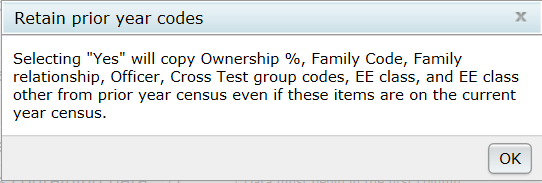 Retain prior year codes
Selecting "Yes" will copy Ownership %, Family Code, Family
relationship, Officer, Cross Test group codes, EE class, and EE class
other from prior year census even if these items are on the current
year census.
OK